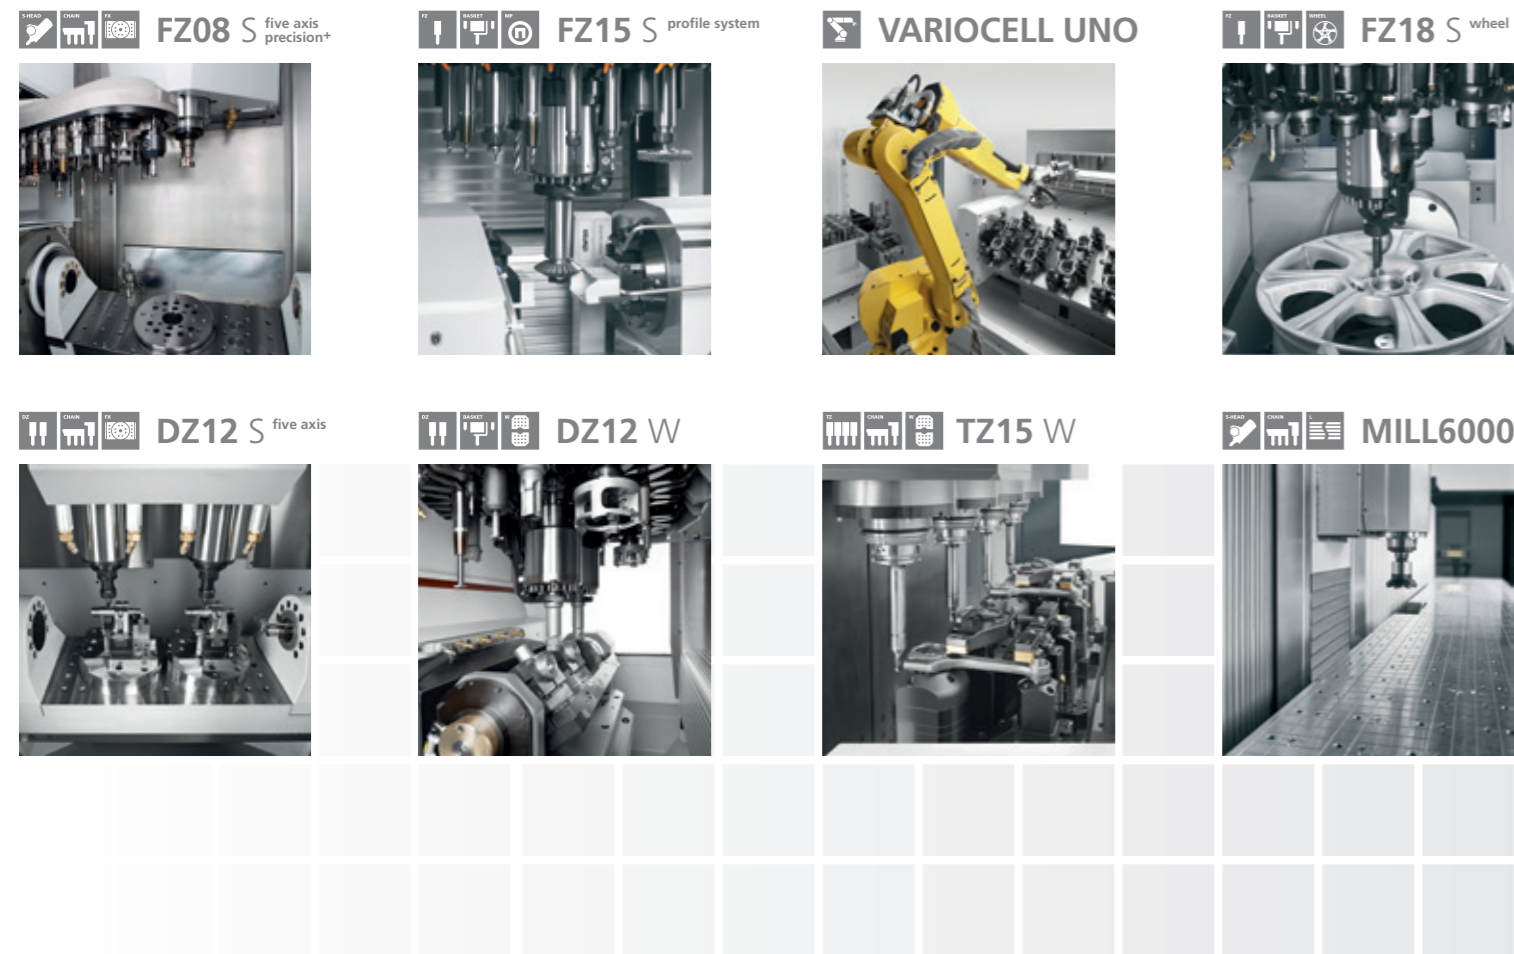 S-HEAD CHAIN FX FZ08 S five axis
precision+
FZ BASKET MP FZ15 S profile system
VARIOCELL UNO
FZ BASKET WHEEL FZ18 S wheel
DZ CHAIN FX DZ12 S five axis
DZ BASKET W DZ12 W
TZ CHAIN W TZ15 W
S-HEAD CHAIN L MILL6000